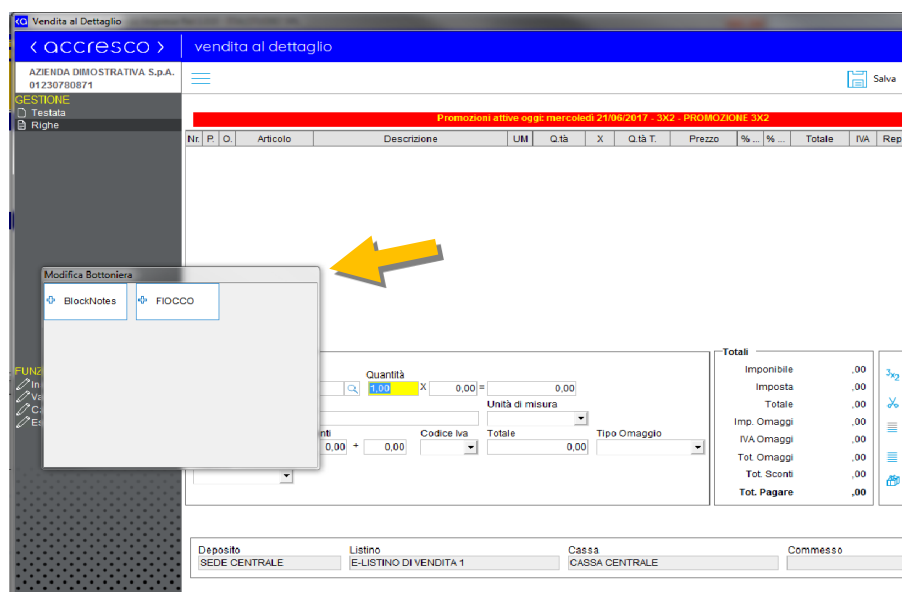 Vendita al Dettaglio
< accresco > vendita al dettaglio
AZIENDA DIMOSTRATIVA S.p.A.
01230780871
Salva
GESTIONE
Testata
Righe
Promozioni attive oggi: mercoledì 21/06/2017 - 3X2 - PROMOZIONE 3X2
Nr. P. O. Articolo Descrizione UM Q.tà X Q.tà T. Prezzo % ... % ... Totale IVA Rep
Modifica Bottoniera
BlockNotes FIOCCO
FUNZ
Totali
Quantità
1,00 X 0,00 = 0,00
Unità di misura
Codice Iva Totale Tipo Omaggio
0,00 + 0,00 0,00
Imponibile ,00
Imposta ,00
Totale ,00
Imp. Omaggi ,00
IVA Omaggi ,00
Tot. Omaggi ,00
Tot. Sconti ,00
Tot. Pagare ,00
3x2
Deposito Listino Cassa Commesso
SEDE CENTRALE E-LISTINO DI VENDITA 1 CASSA CENTRALE